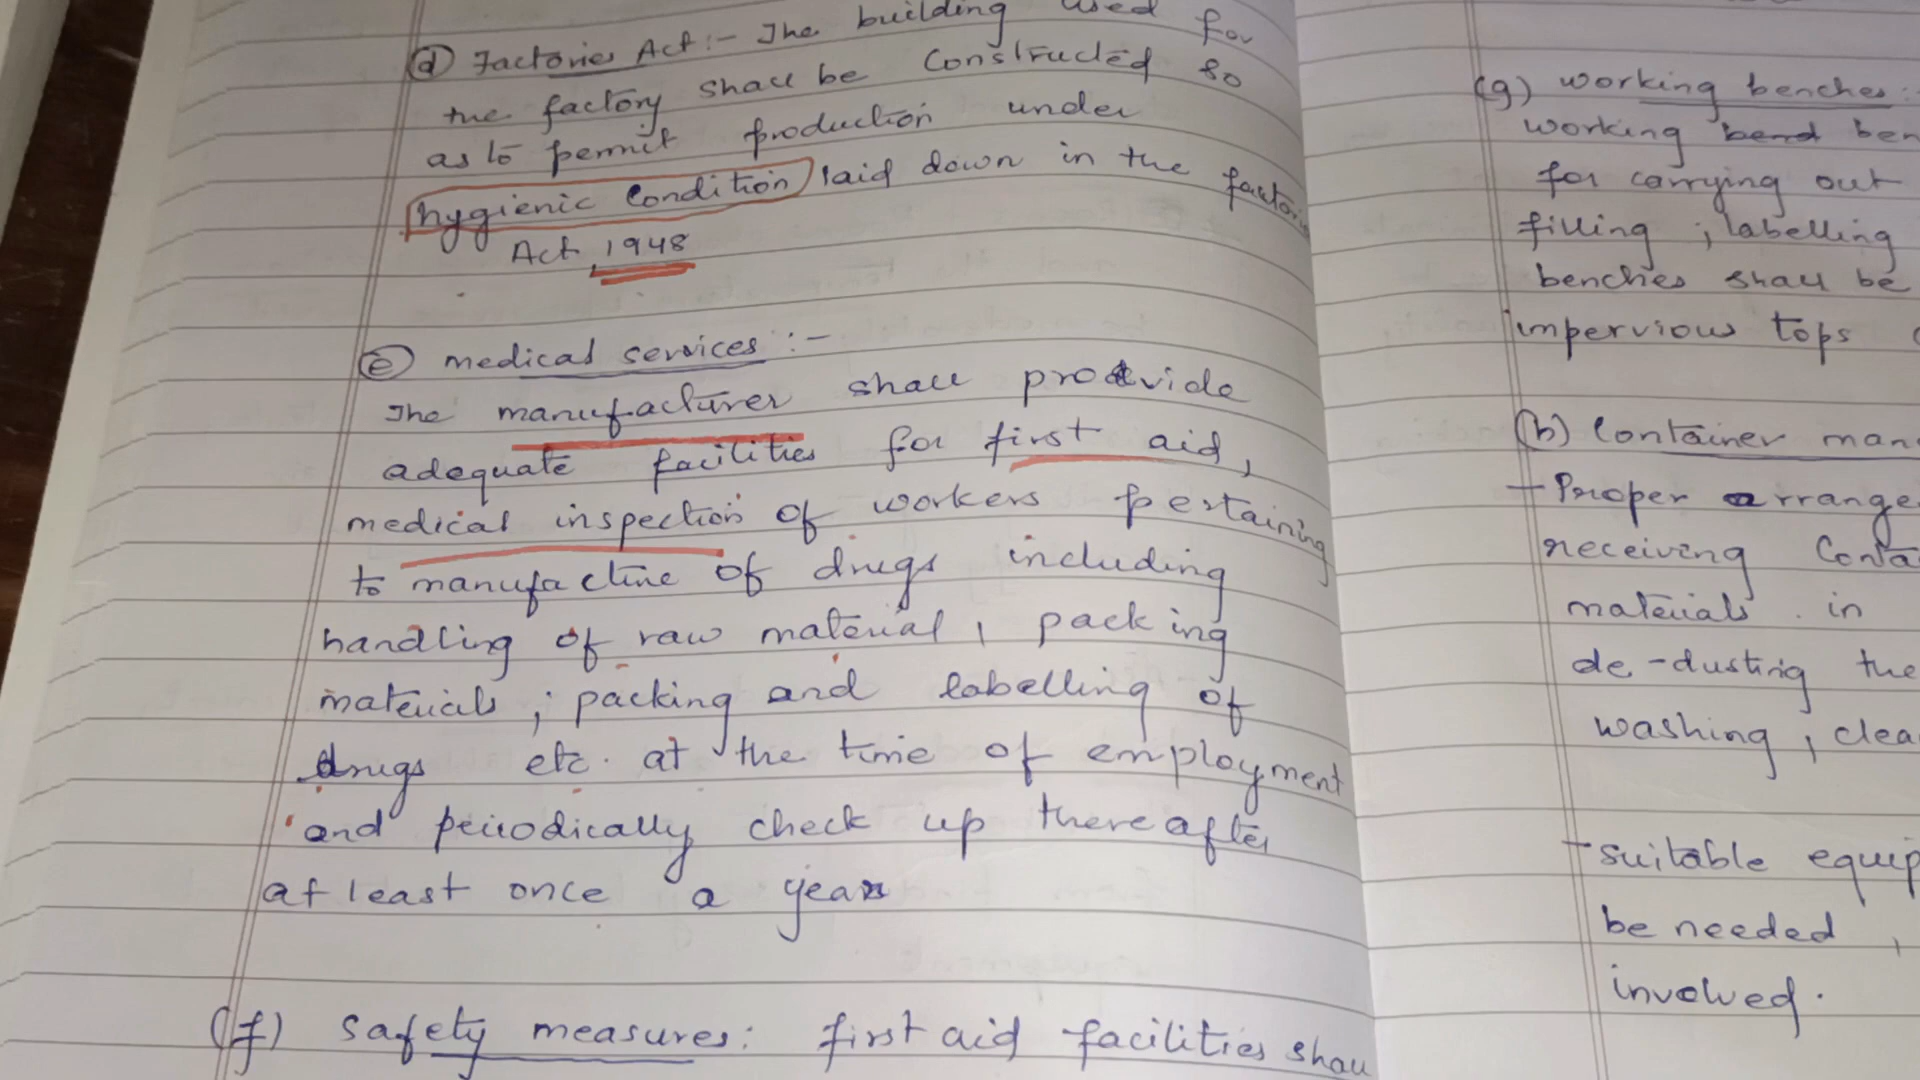 (d) Factories Act :- The building used for
the factory shall be constructed so
as to permit production under
hygienic condition laid down in the factories
Act, 1948
(e) medical services :-
The manufacturer shall provide
adequate facilities for first aid,
medical inspection of workers pertaining
to manufacture of drugs including
handling of raw material, packing
materials; packing and labelling of
drugs etc. at the time of employment
and periodically check up thereafter
at least once a year
(f) safety measures: first aid facilities shall
(g) working benches :-
working bend ben
for carrying out
filling; labelling
benches shall be
impervious tops
(h) Container man
- Proper arrange
receiving Conta
materials in
de-dusting the
washing, clea
- suitable equip
be needed,
involved.